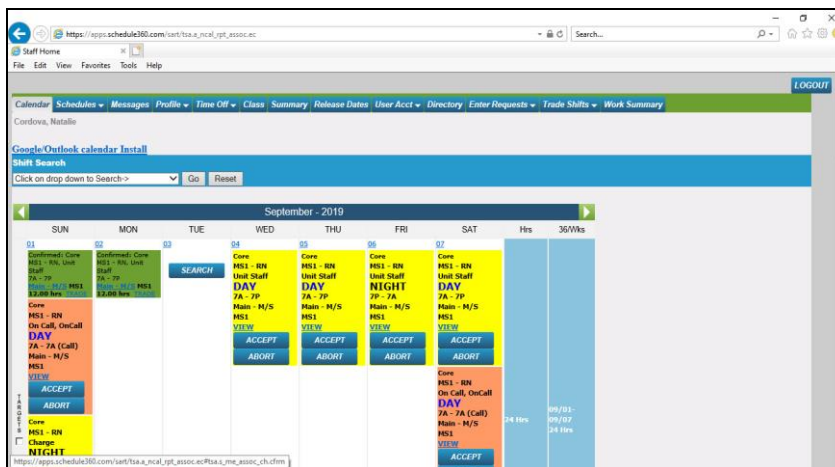 https://apps.schedule360.com/sart/tsa.a_ncal_rpt_assoc.ec
Search...
Staff Home
File Edit View Favorites Tools Help
LOGOUT
Calendar Schedules Messages Profile Time Off Class Summary Release Dates User Acct Directory Enter Requests Trade Shifts Work Summary
Cordova, Natalie
Google/Outlook calendar Install
Shift Search
Click on drop down to Search-> Go Reset
September - 2019
SUN MON TUE WED THU FRI SAT Hrs 36/Wks
01
Confirmed: Core
MS1 - RN, Unit
Staff
7A - 7P
Main - M/S MS1
12.00 hrs TRADE
Core
MS1 - RN
On Call, OnCall
DAY
7A - 7A (Call)
Main - M/S
MS1
VIEW
ACCEPT
ABORT
Core
MS1 - RN
Charge
NIGHT
02
Confirmed: Core
MS1 - RN, Unit
Staff
7A - 7P
Main - M/S MS1
12.00 hrs TRADE
03
SEARCH
04
Core
MS1 - RN
Unit Staff
DAY
7A - 7P
Main - M/S
MS1
VIEW
ACCEPT
ABORT
05
Core
MS1 - RN
Unit Staff
DAY
7A - 7P
Main - M/S
MS1
VIEW
ACCEPT
ABORT
06
Core
MS1 - RN
Unit Staff
NIGHT
7P - 7A
Main - M/S
MS1
VIEW
ACCEPT
ABORT
07
Core
MS1 - RN
Unit Staff
DAY
7A - 7P
Main - M/S
MS1
VIEW
ACCEPT
ABORT
Core
MS1 - RN
On Call, OnCall
DAY
7A - 7A (Call)
Main - M/S
MS1
VIEW
ACCEPT
24 Hrs
09/01-
09/07
24 Hrs
TARGETS
https://apps.schedule360.com/sart/tsa.a_ncal_rpt_assoc.ec#tsa.s_me_assoc_ch.cfrm